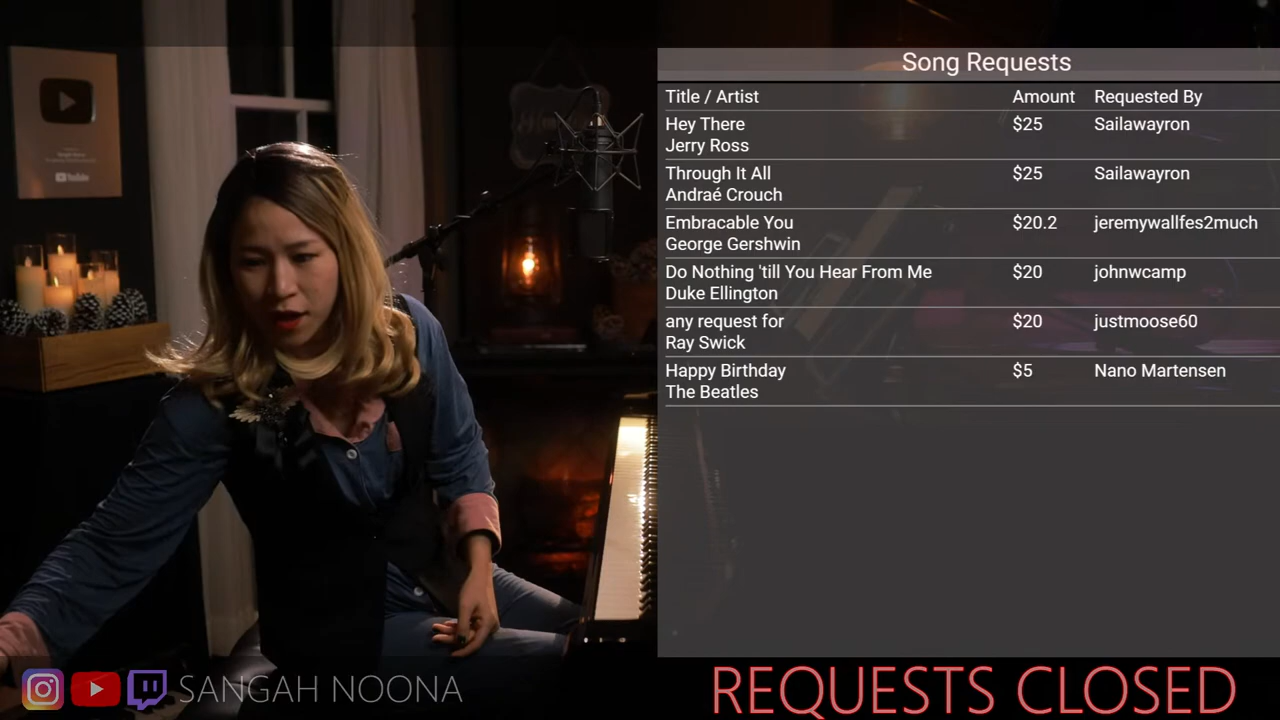 Song Requests
Title / Artist Amount Requested By
Hey There $25 Sailawayron
Jerry Ross
Through It All $25 Sailawayron
Andraé Crouch
Embracable You $20.2 jeremywallfes2much
George Gershwin
Do Nothing 'till You Hear From Me $20 johnwcamp
Duke Ellington
any request for $20 justmoose60
Ray Swick
Happy Birthday $5 Nano Martensen
The Beatles
YouTube
SANGAH NOONA
REQUESTS CLOSED